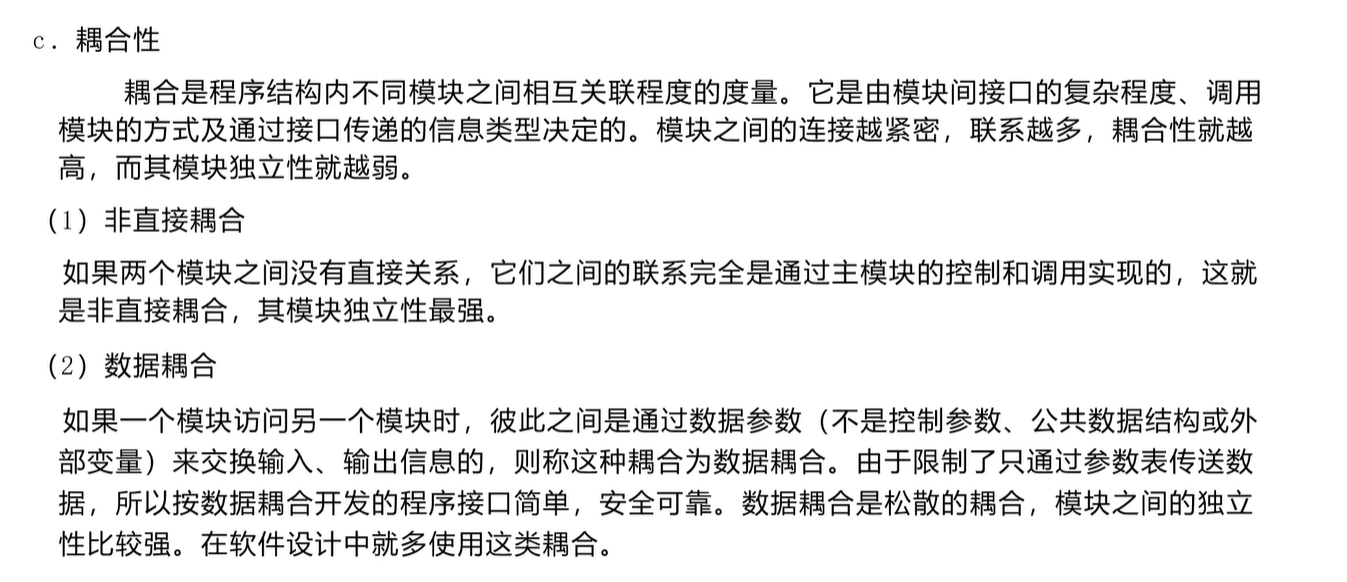 c．耦合性
耦合是程序结构内不同模块之间相互关联程度的度量。它是由模块间接口的复杂程度、调用
模块的方式及通过接口传递的信息类型决定的。模块之间的连接越紧密，联系越多，耦合性就越
高，而其模块独立性就越弱。
（1）非直接耦合
如果两个模块之间没有直接关系，它们之间的联系完全是通过主模块的控制和调用实现的，这就
是非直接耦合，其模块独立性最强。
（2）数据耦合
如果一个模块访问另一个模块时，彼此之间是通过数据参数（不是控制参数、公共数据结构或外
部变量）来交换输入、输出信息的，则称这种耦合为数据耦合。由于限制了只通过参数表传送数
据，所以按数据耦合开发的程序接口简单，安全可靠。数据耦合是松散的耦合，模块之间的独立
性比较强。在软件设计中就多使用这类耦合。